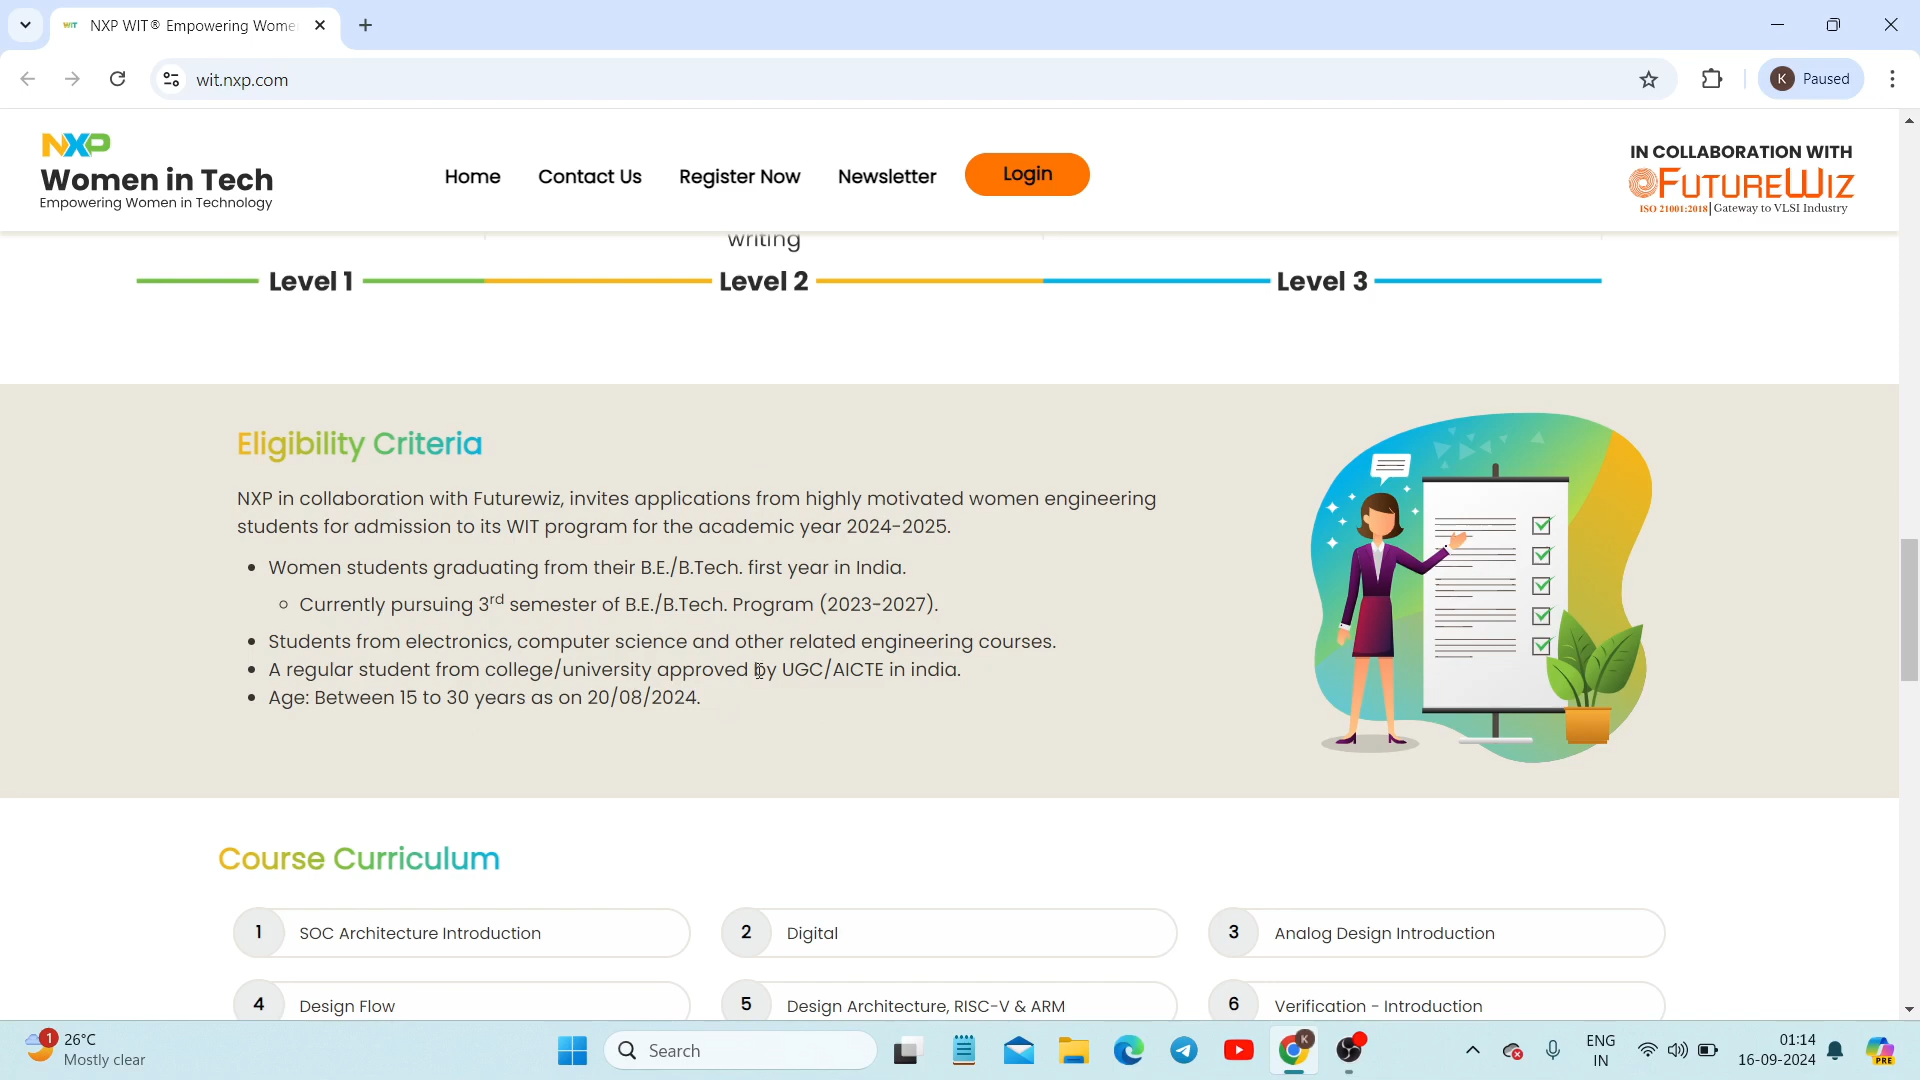 NXP WIT® Empowering Wome
wit.nxp.com
K Paused
NXP
Women in Tech
Empowering Women in Technology
Home Contact Us Register Now Newsletter Login
IN COLLABORATION WITH
FUTUREWIZ
ISO 21001:2018 | Gateway to VLSI Industry
writing
Level 1 Level 2 Level 3
Eligibility Criteria
NXP in collaboration with Futurewiz, invites applications from highly motivated women engineering
students for admission to its WIT program for the academic year 2024-2025.
• Women students graduating from their B.E./B.Tech. first year in India.
◦ Currently pursuing 3rd semester of B.E./B.Tech. Program (2023-2027).
• Students from electronics, computer science and other related engineering courses.
• A regular student from college/university approved by UGC/AICTE in india.
• Age: Between 15 to 30 years as on 20/08/2024.
Course Curriculum
1 SOC Architecture Introduction
2 Digital
3 Analog Design Introduction
4 Design Flow
5 Design Architecture, RISC-V & ARM
6 Verification - Introduction
1
26°C
Mostly clear
Search
K
ENG
IN
01:14
16-09-2024
PRE